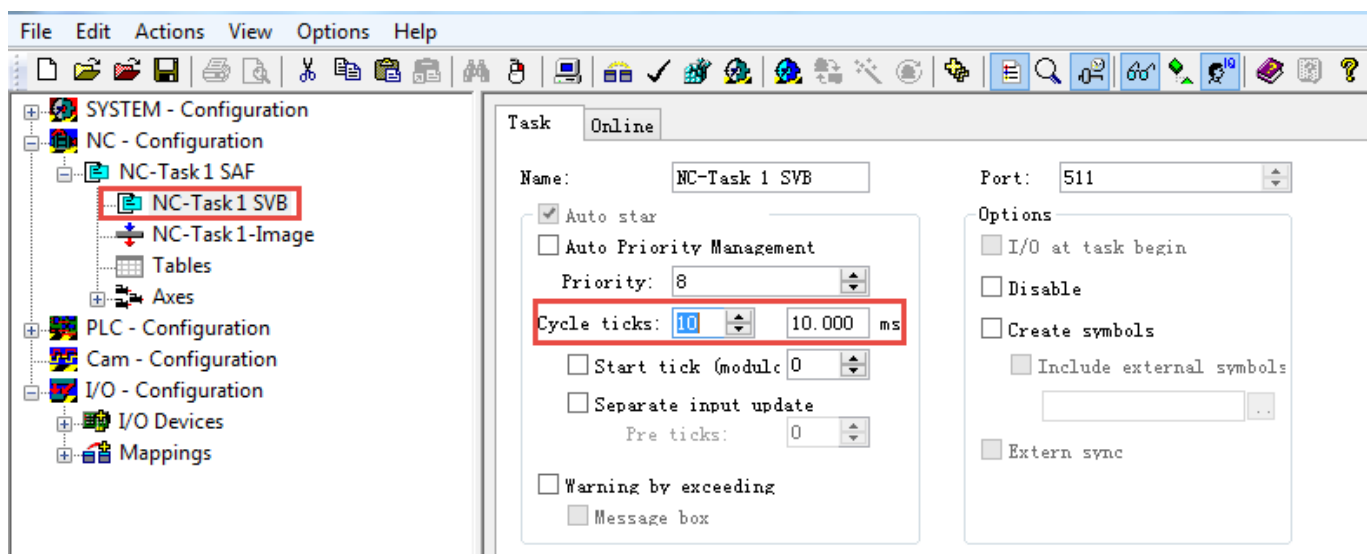 File Edit Actions View Options Help
SYSTEM - Configuration
NC - Configuration
NC-Task 1 SAF
NC-Task 1 SVB
NC-Task 1-Image
Tables
Axes
PLC - Configuration
Cam - Configuration
I/O - Configuration
I/O Devices
Mappings
Task Online
Name: NC-Task 1 SVB Port: 511
Auto star Options
Auto Priority Management I/O at task begin
Priority: 8 Disable
Cycle ticks: 10 10.000 ms Create symbols
Start tick (modulc 0 Include external symbols
Separate input update
Pre ticks: 0 Extern sync
Warning by exceeding
Message box